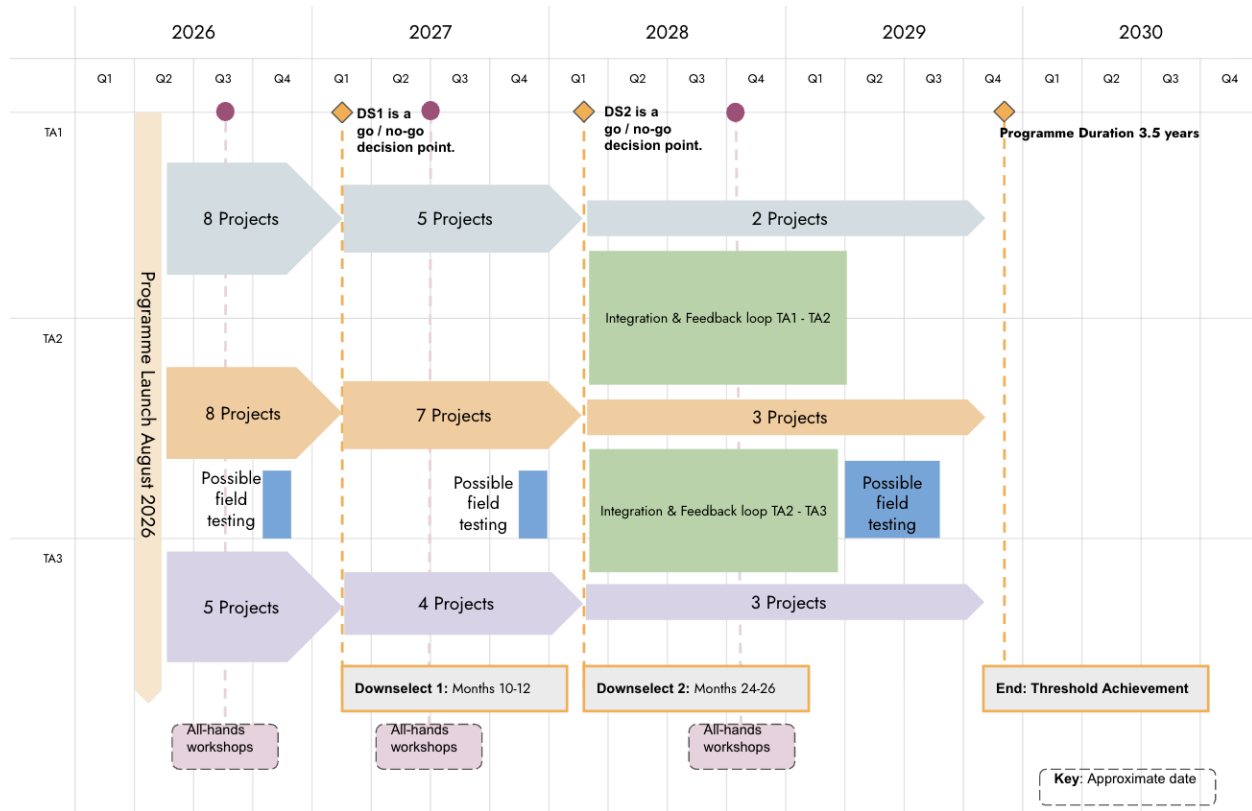 2026
2027
2028
2029
2030
Q1
Q2
Q3
Q4
Q1
Q2
Q3
Q4
Q1
Q2
Q3
Q4
Q1
Q2
Q3
Q4
Q1
Q2
Q3
Q4
TA1
DS1 is a
go / no-go
decision point.
DS2 is a
go / no-go
decision point.
Programme Duration 3.5 years
8 Projects
5 Projects
2 Projects
Programme Launch August 2026
Integration & Feedback loop TA1 - TA2
TA2
8 Projects
7 Projects
3 Projects
Possible
field
testing
Possible
field
testing
Integration & Feedback loop TA2 - TA3
Possible
field
testing
TA3
5 Projects
4 Projects
3 Projects
Downselect 1: Months 10-12
Downselect 2: Months 24-26
End: Threshold Achievement
All-hands
workshops
All-hands
workshops
All-hands
workshops
Key: Approximate date